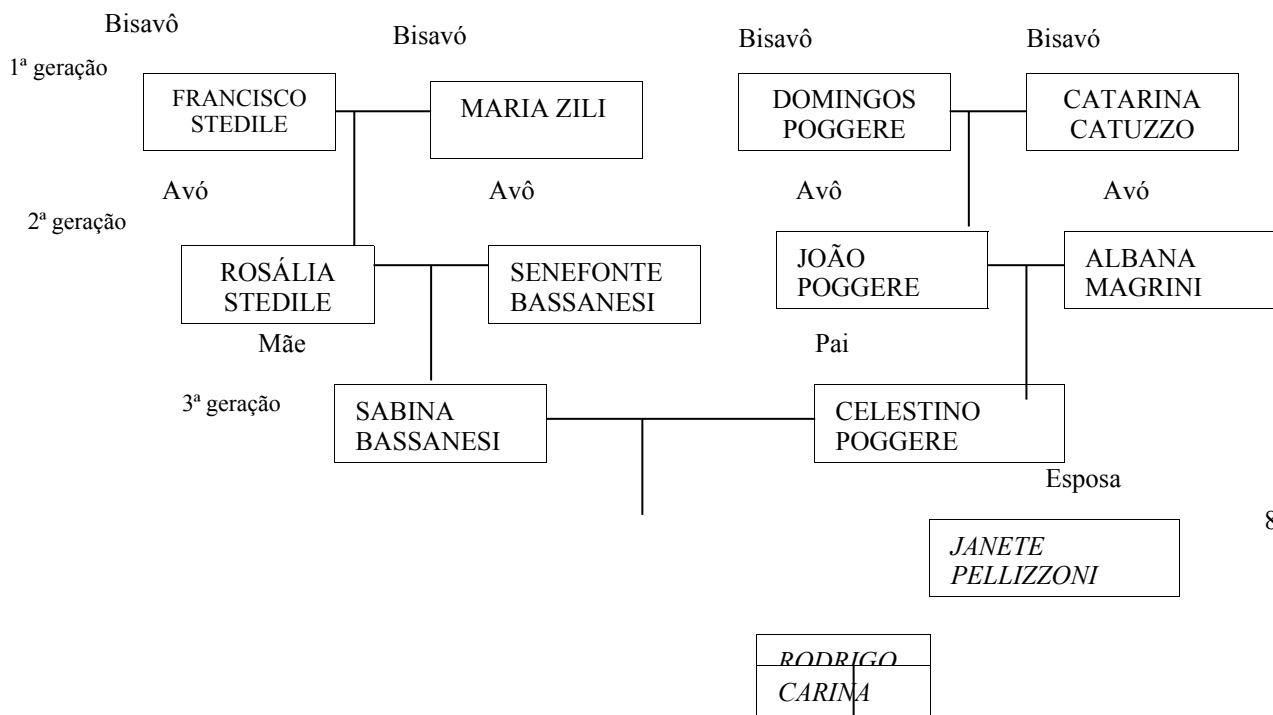 Bisavô
Bisavó
Bisavô
Bisavó
1ª geração
FRANCISCO
STEDILE
MARIA ZILI
DOMINGOS
POGGERE
CATARINA
CATUZZO
Avó
Avô
Avô
Avó
2ª geração
ROSÁLIA
STEDILE
SENEFONTE
BASSANESI
JOÃO
POGGERE
ALBANA
MAGRINI
Mãe
Pai
3ª geração
SABINA
BASSANESI
CELESTINO
POGGERE
Esposa
8
JANETE
PELLIZZONI
RODRIGO
CARINA